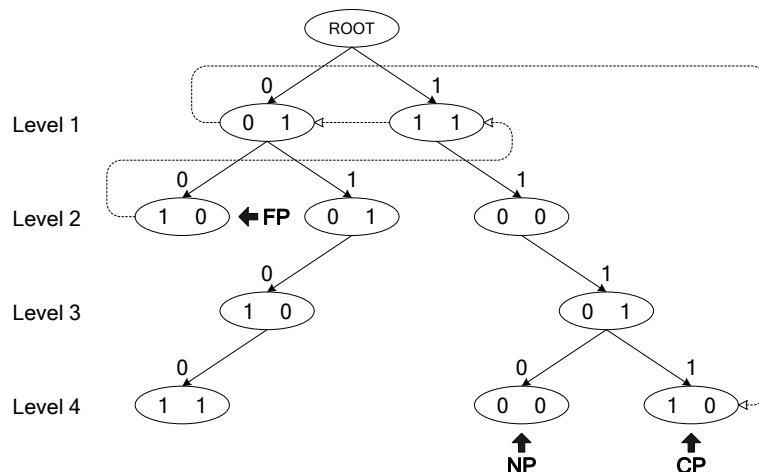 ROOT
0 1
Level 1 0 1 1 1
0 1 1
Level 2 1 0 FP 0 1 0 0
0 1
Level 3 1 0 0 1
0 0 1
Level 4 1 1 0 0 1 0
NP CP